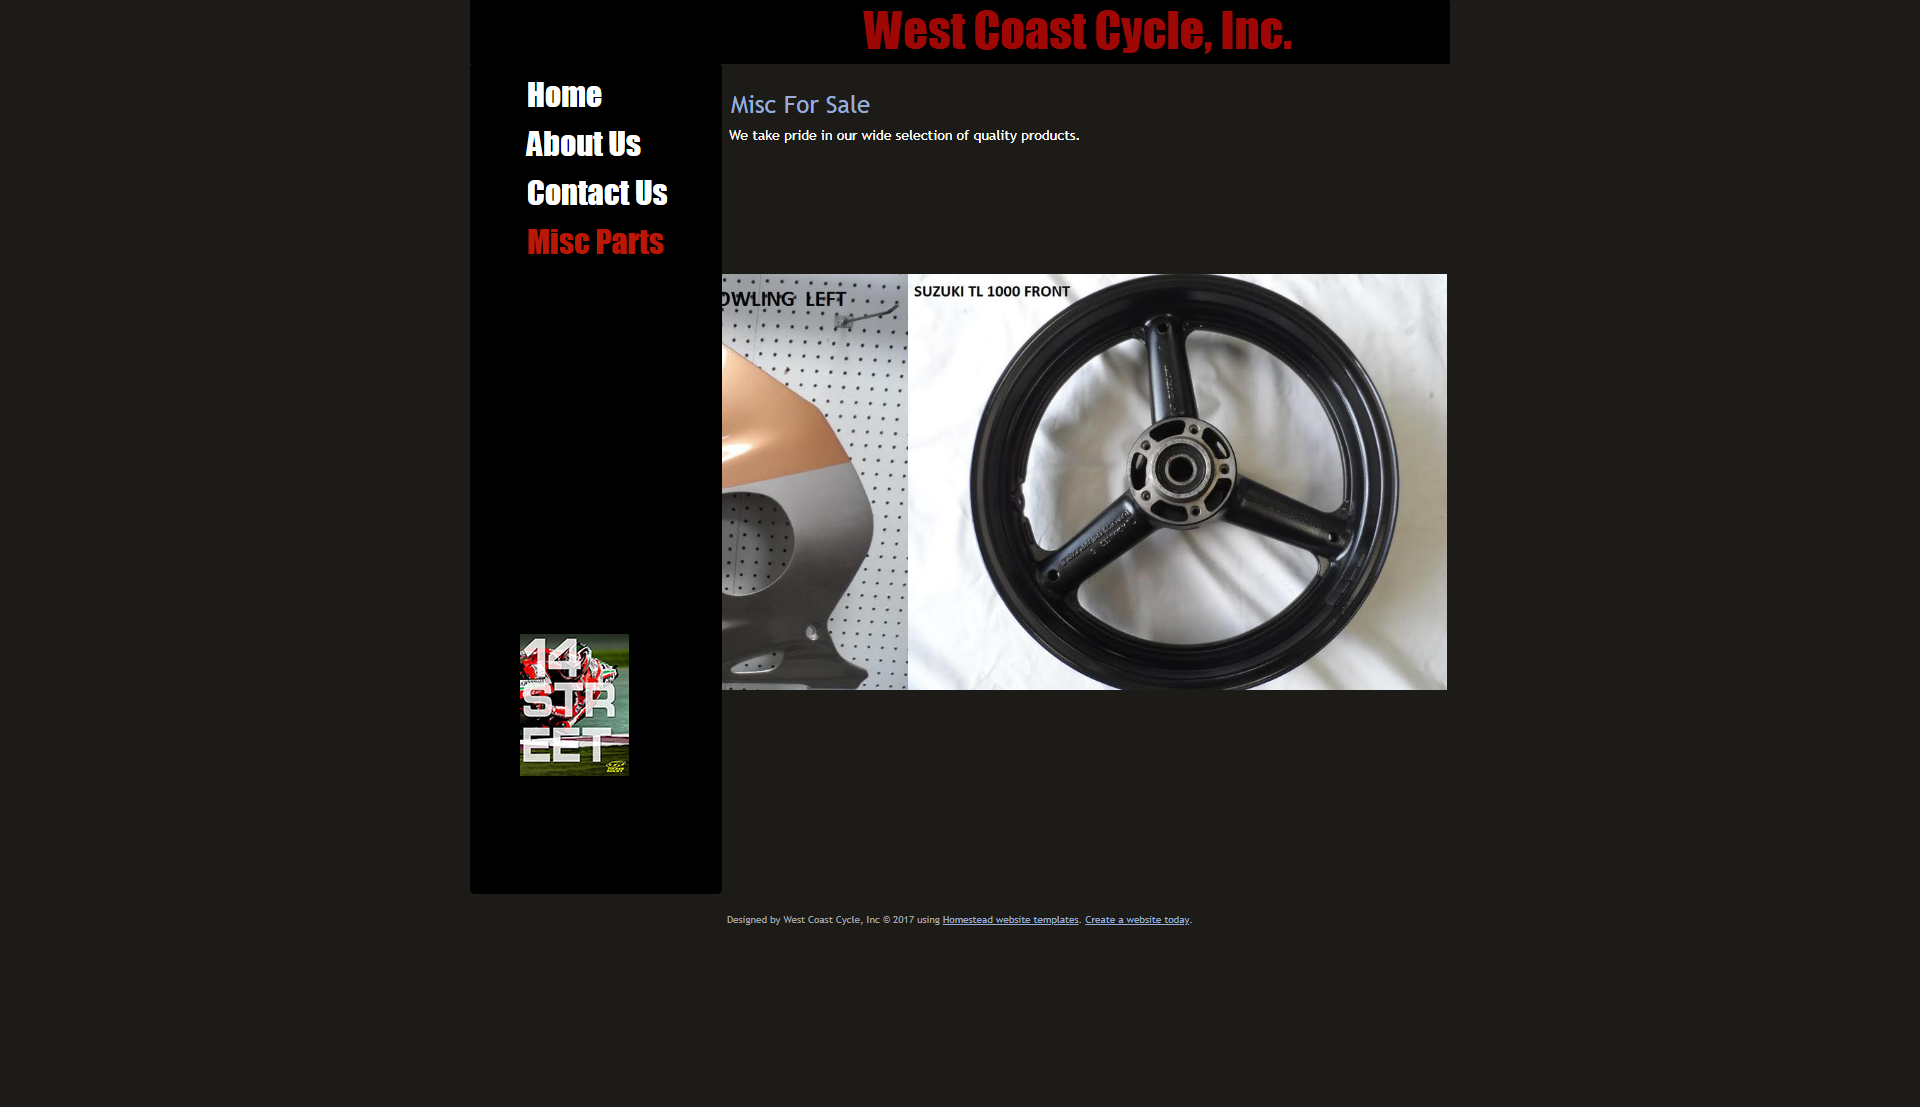 West Coast Cycle, Inc.
Home
About Us
Contact Us
Misc Parts
Misc For Sale
We take pride in our wide selection of quality products.
OWLING LEFT
SUZUKI TL 1000 FRONT
14
STR
EET
Designed by West Coast Cycle, Inc © 2017 using Homestead website templates. Create a website today.